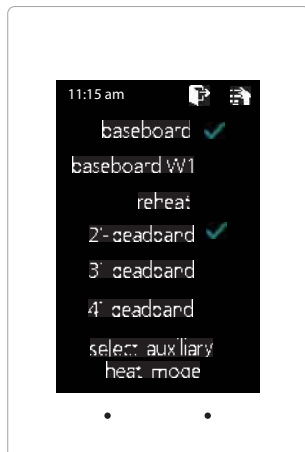 11:15 am
baseboard
baseboard W1
reheat
2°- deadband
3° deadband
4° deadband
select auxiliary
heat mode